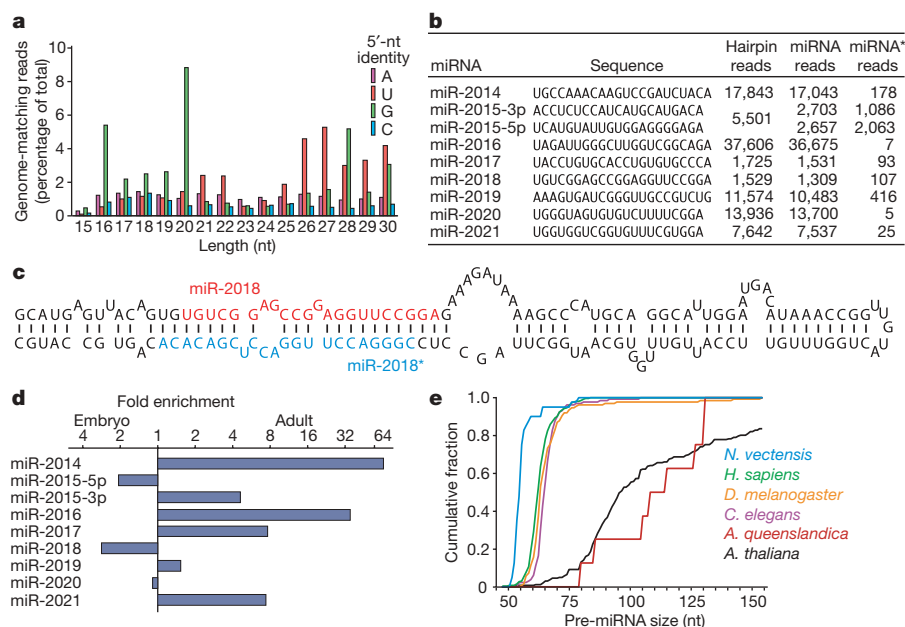 a
Genome-matching reads
(percentage of total)
10
8
6
4
2
0
5′-nt
identity
A
U
G
C
15 16 17 18 19 20 21 22 23 24 25 26 27 28 29 30
Length (nt)
b
miRNA Sequence Hairpin reads miRNA reads miRNA* reads
miR-2014 UGCCAAACAAGUCCGAUCUACA 17,843 17,043 178
miR-2015-3p ACCUCUCCAUCAUGCAUGACA 5,501 2,703 1,086
miR-2015-5p UCAUGUAUUGUGGAGGGGAGA 2,657 2,063
miR-2016 UAGAUUGGGCUUGGUCGGCAGA 37,606 36,675 7
miR-2017 UACCUGUGCACCUGUGUGCCCA 1,725 1,531 93
miR-2018 UGUCGGAGCCGGAGGUUCCGGA 1,529 1,309 107
miR-2019 AAAGUGAUCGGGUUGCCGUCUG 11,574 10,483 416
miR-2020 UGGGUAGUGUGUCUUUUCGGA 13,936 13,700 5
miR-2021 UGGUGGUCGGUGUUUCGUGGA 7,642 7,537 25
c
miR-2018
GCAUGAGUUACAGUGUGUCGGAGCCGGAGGUUCCGGAG
miR-2018*
d
Fold enrichment
Embryo Adult
4 2 1 2 4 8 16 32 64
miR-2014
miR-2015-5p
miR-2015-3p
miR-2016
miR-2017
miR-2018
miR-2019
miR-2020
miR-2021
e
Cumulative fraction
1.0
0.8
0.6
0.4
0.2
0
N. vectensis
H. sapiens
D. melanogaster
C. elegans
A. queenslandica
A. thaliana
50 75 100 125 150
Pre-miRNA size (nt)